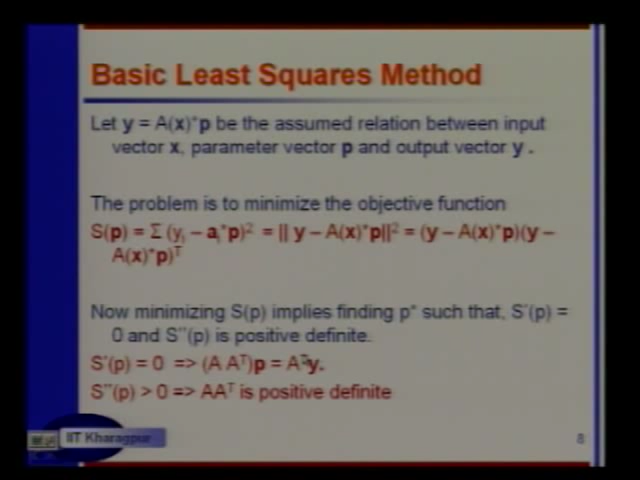 Basic Least Squares Method
Let y = A(x)*p be the assumed relation between input
vector x, parameter vector p and output vector y .
The problem is to minimize the objective function
S(p) = Σ (yᵢ – aᵢ*p)² = || y – A(x)*p||² = (y – A(x)*p)(y –
A(x)*p)ᵀ
Now minimizing S(p) implies finding p* such that, S'(p) =
0 and S''(p) is positive definite.
S'(p) = 0 => (A Aᵀ)p = Aᵀy.
S''(p) > 0 => AAᵀ is positive definite
IIT Kharagpur
8